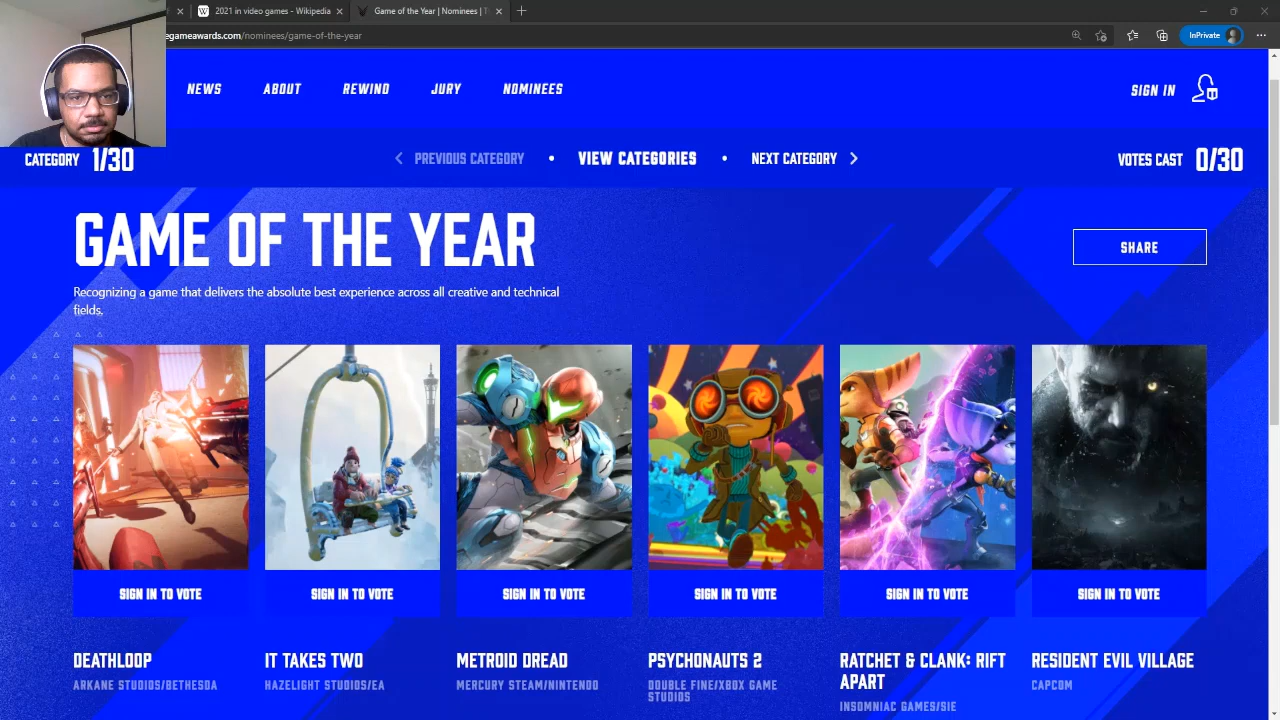 2021 in video games - Wikipedia
Game of the Year | Nominees | T
egameawards.com/nominees/game-of-the-year
InPrivate
NEWS ABOUT REWIND JURY NOMINEES
SIGN IN
CATEGORY 1/30
PREVIOUS CATEGORY • VIEW CATEGORIES • NEXT CATEGORY
VOTES CAST 0/30
GAME OF THE YEAR
SHARE
Recognizing a game that delivers the absolute best experience across all creative and technical
fields.
SIGN IN TO VOTE SIGN IN TO VOTE SIGN IN TO VOTE SIGN IN TO VOTE SIGN IN TO VOTE SIGN IN TO VOTE
DEATHLOOP
ARKANE STUDIOS/BETHESDA
IT TAKES TWO
HAZELIGHT STUDIOS/EA
METROID DREAD
MERCURY STEAM/NINTENDO
PSYCHONAUTS 2
DOUBLE FINE/XBOX GAME
STUDIOS
RATCHET & CLANK: RIFT
APART
INSOMNIAC GAMES/SIE
RESIDENT EVIL VILLAGE
CAPCOM